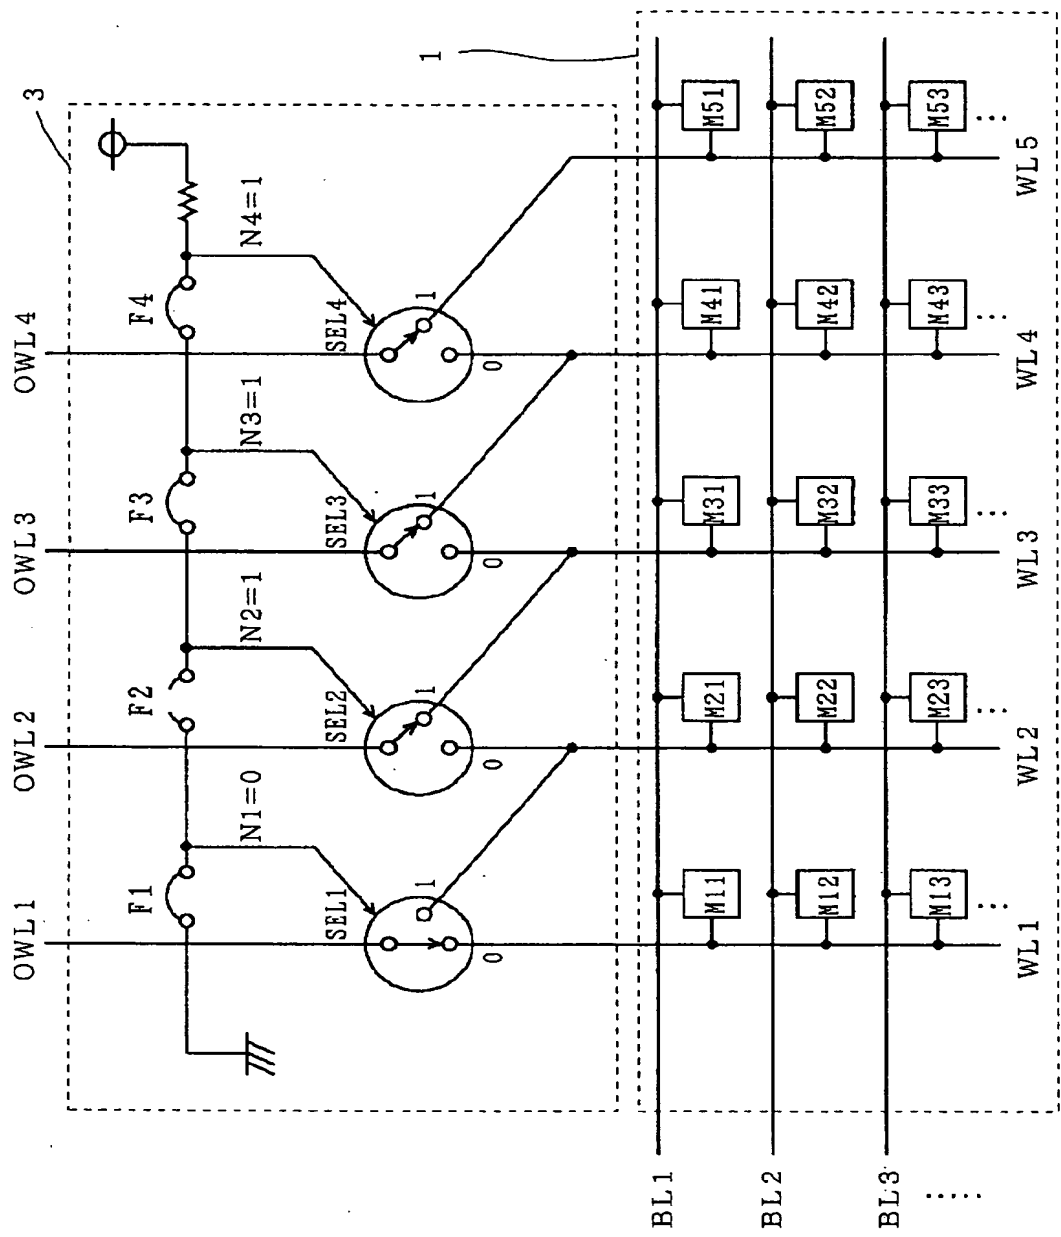 3
1
OWL1 OWL2 OWL3 OWL4
F1 F2 F3 F4
N1=0 N2=1 N3=1 N4=1
SEL1 SEL2 SEL3 SEL4
1 1 1 1
0 0 0 0
BL1
M11 M21 M31 M41 M51
BL2
M12 M22 M32 M42 M52
BL3
M13 M23 M33 M43 M53
WL1 WL2 WL3 WL4 WL5